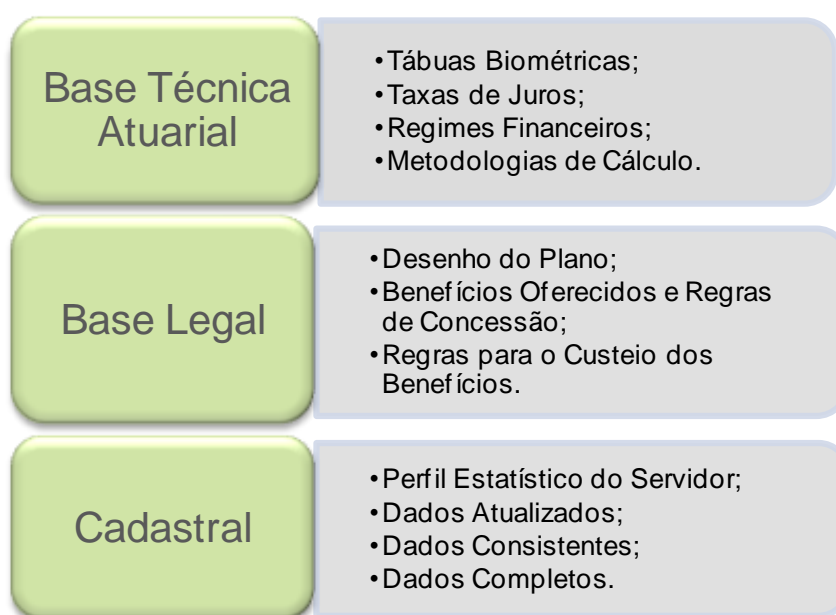 Base Técnica
Atuarial
•Tábuas Biométricas;
•Taxas de Juros;
•Regimes Financeiros;
•Metodologias de Cálculo.
Base Legal
•Desenho do Plano;
•Benefícios Oferecidos e Regras
de Concessão;
•Regras para o Custeio dos
Benefícios.
Cadastral
•Perfil Estatístico do Servidor;
•Dados Atualizados;
•Dados Consistentes;
•Dados Completos.